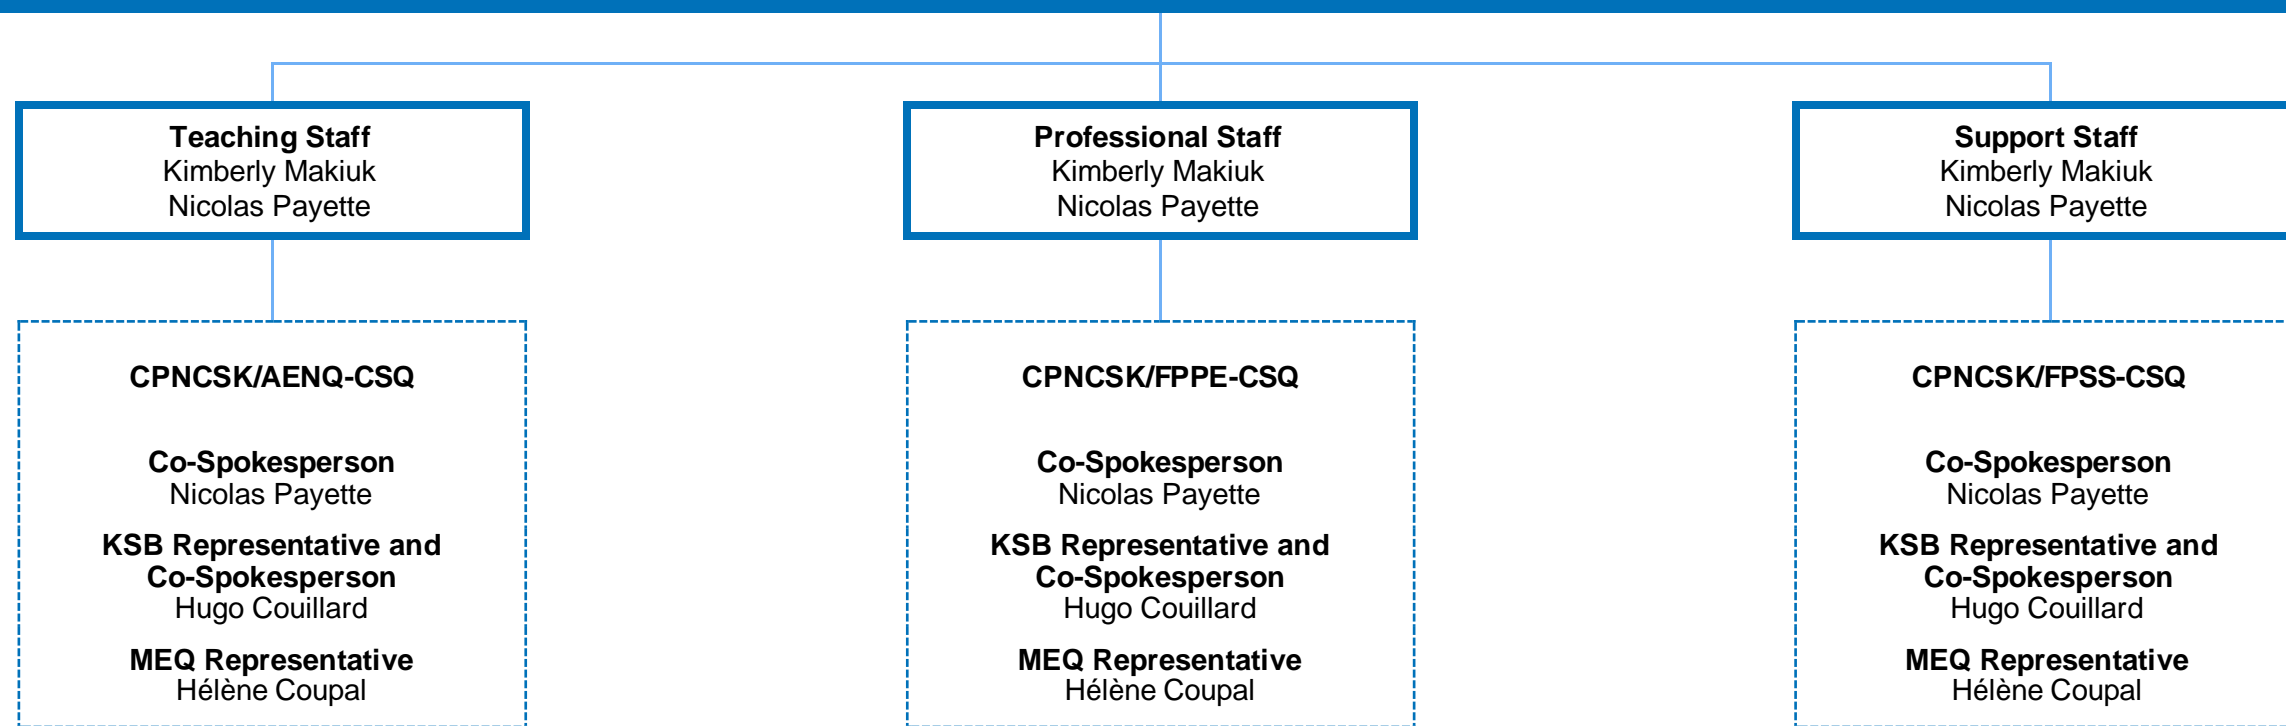 Teaching Staff
Kimberly Makiuk
Nicolas Payette
Professional Staff
Kimberly Makiuk
Nicolas Payette
Support Staff
Kimberly Makiuk
Nicolas Payette
CPNCSK/AENQ-CSQ
Co-Spokesperson
Nicolas Payette
KSB Representative and
Co-Spokesperson
Hugo Couillard
MEQ Representative
Hélène Coupal
CPNCSK/FPPE-CSQ
Co-Spokesperson
Nicolas Payette
KSB Representative and
Co-Spokesperson
Hugo Couillard
MEQ Representative
Hélène Coupal
CPNCSK/FPSS-CSQ
Co-Spokesperson
Nicolas Payette
KSB Representative and
Co-Spokesperson
Hugo Couillard
MEQ Representative
Hélène Coupal